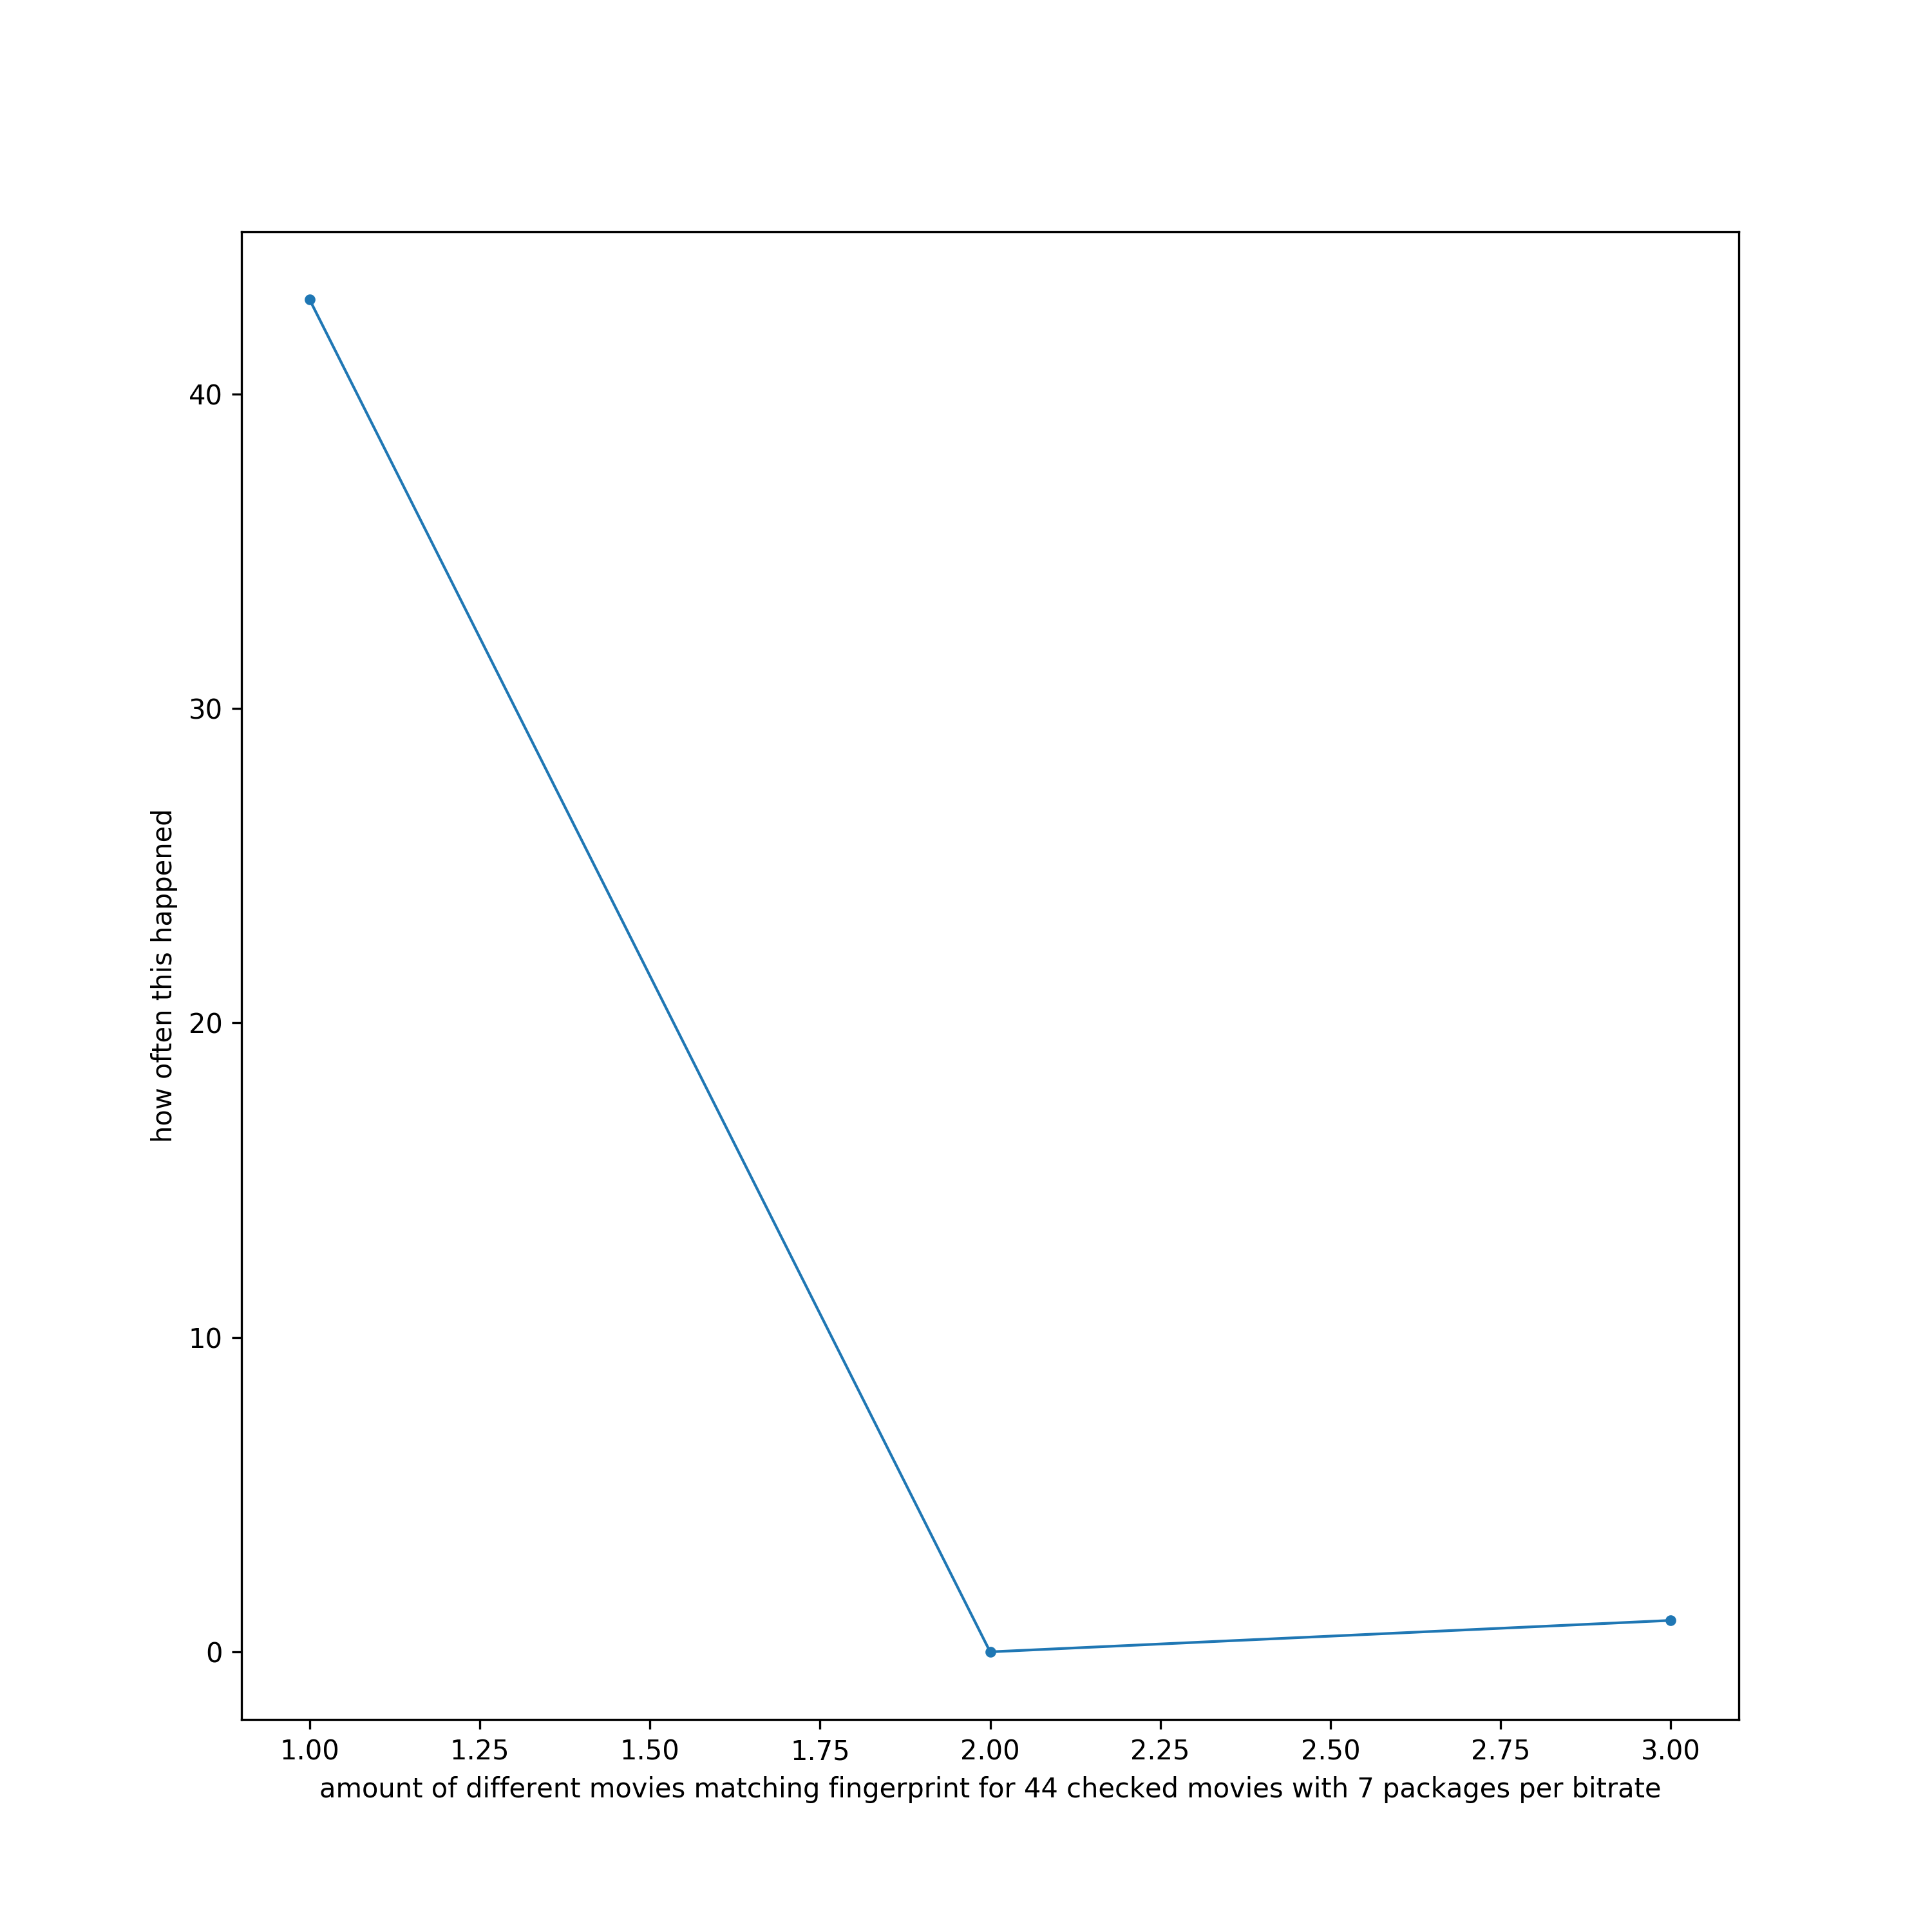 40
30
20
10
0
how often this happened
1.00 1.25 1.50 1.75 2.00 2.25 2.50 2.75 3.00
amount of different movies matching fingerprint for 44 checked movies with 7 packages per bitrate